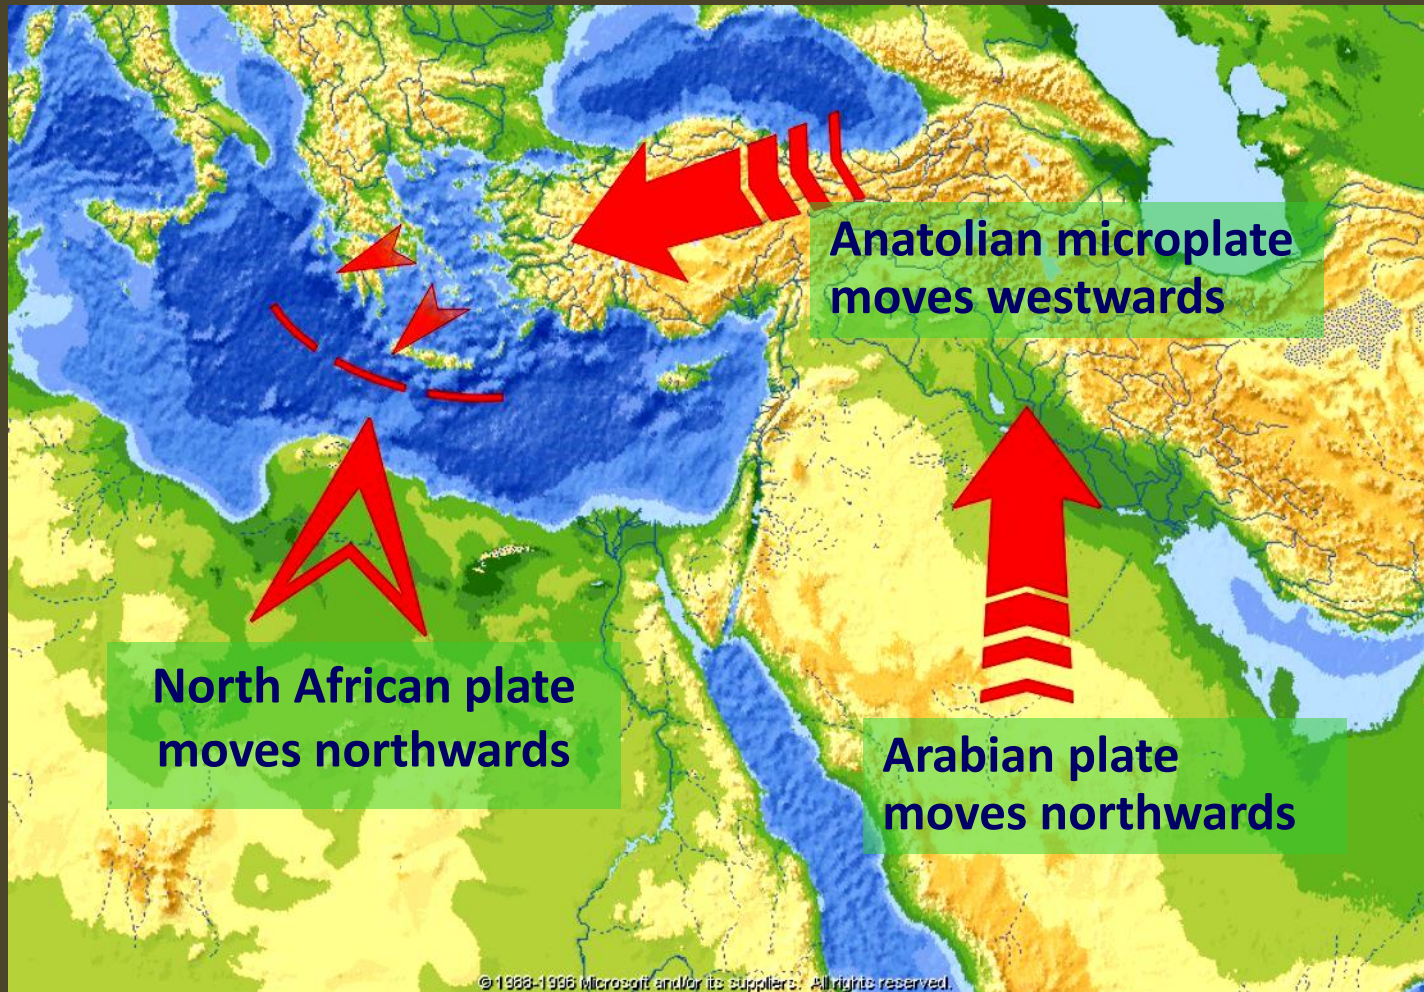 Anatolian microplate
moves westwards
North African plate
moves northwards
Arabian plate
moves northwards
© 1988-1996 Microsoft and/or its suppliers. All rights reserved.